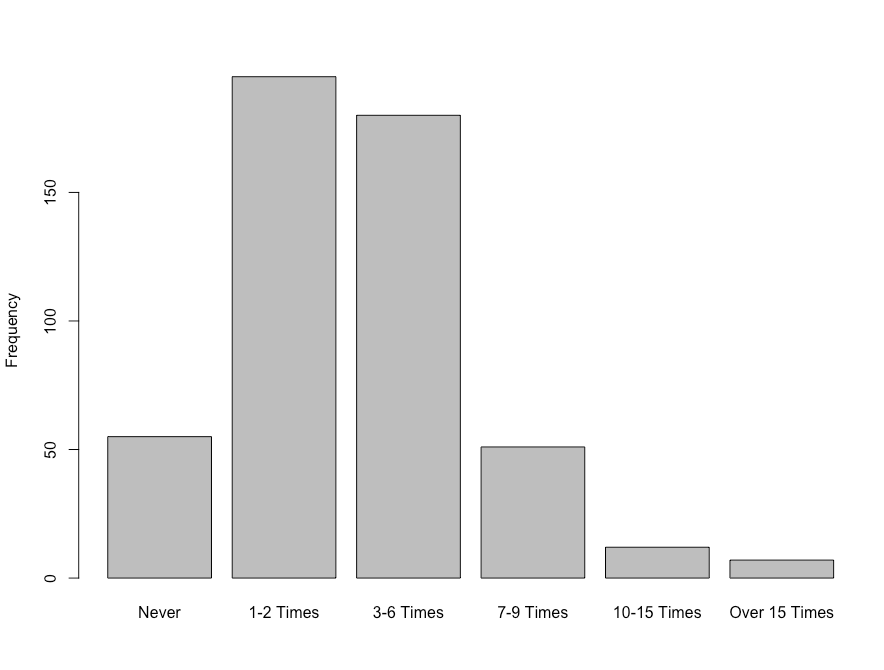 Frequency
150
100
50
0
Never
1-2 Times
3-6 Times
7-9 Times
10-15 Times
Over 15 Times